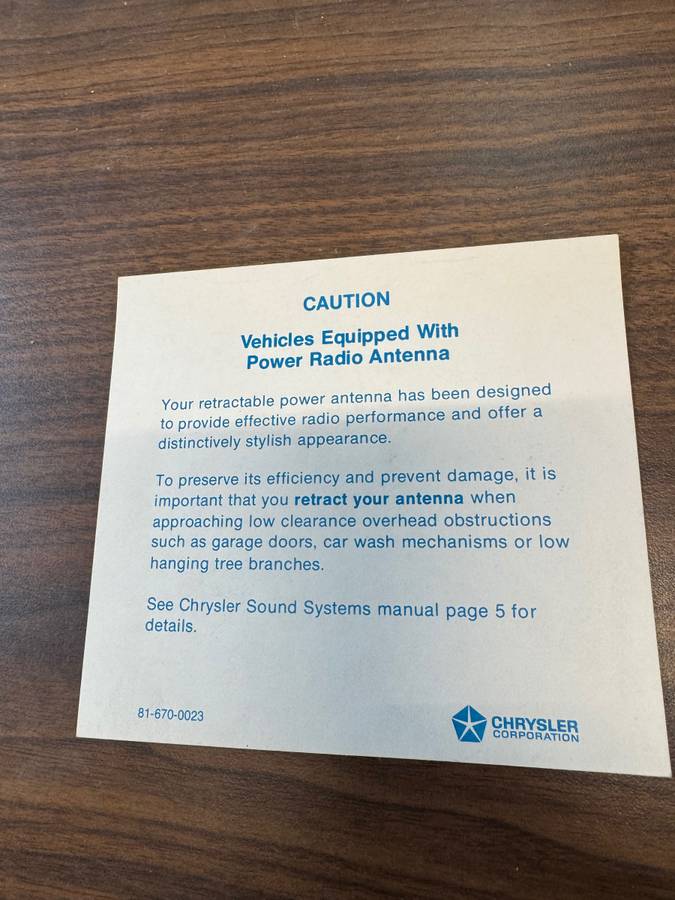 CAUTION
Vehicles Equipped With
Power Radio Antenna
Your retractable power antenna has been designed
to provide effective radio performance and offer a
distinctively stylish appearance.
To preserve its efficiency and prevent damage, it is
important that you retract your antenna when
approaching low clearance overhead obstructions
such as garage doors, car wash mechanisms or low
hanging tree branches.
See Chrysler Sound Systems manual page 5 for
details.
81-670-0023
CHRYSLER
CORPORATION